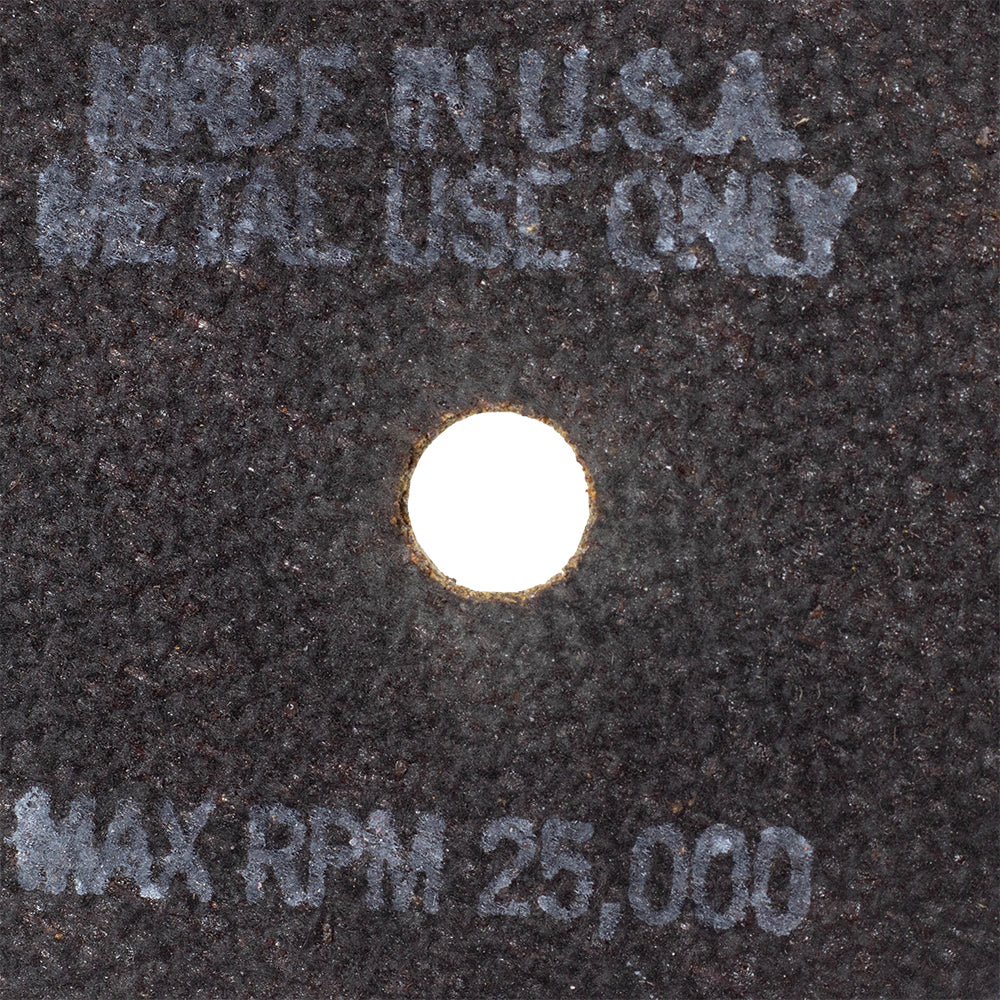 MADE IN U.S.A
METAL USE ONLY
MAX RPM 25,000